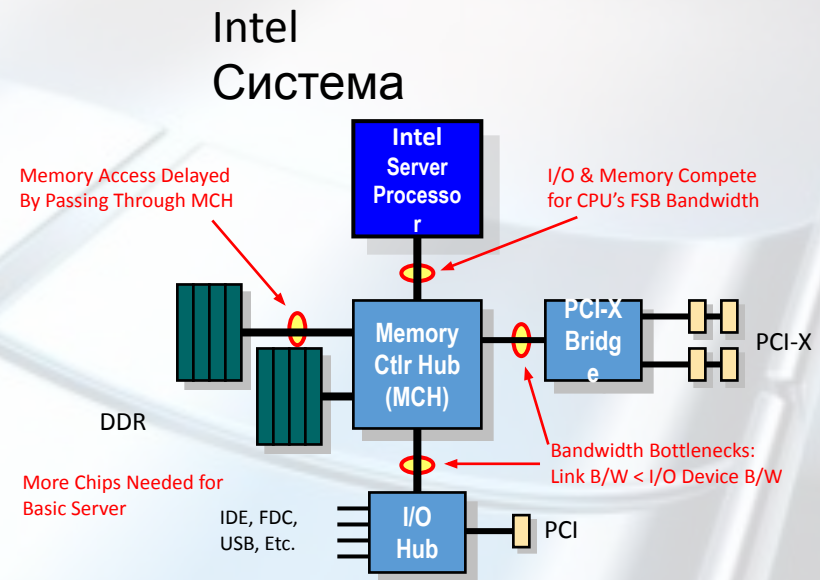 Intel
Система
Intel
Server
Processo
r
Memory Access Delayed
By Passing Through MCH
I/O & Memory Compete
for CPU's FSB Bandwidth
Memory
Ctlr Hub
(MCH)
PCI-X
Bridg
e
PCI-X
DDR
Bandwidth Bottlenecks:
Link B/W < I/O Device B/W
More Chips Needed for
Basic Server
IDE, FDC,
USB, Etc.
I/O
Hub
PCI